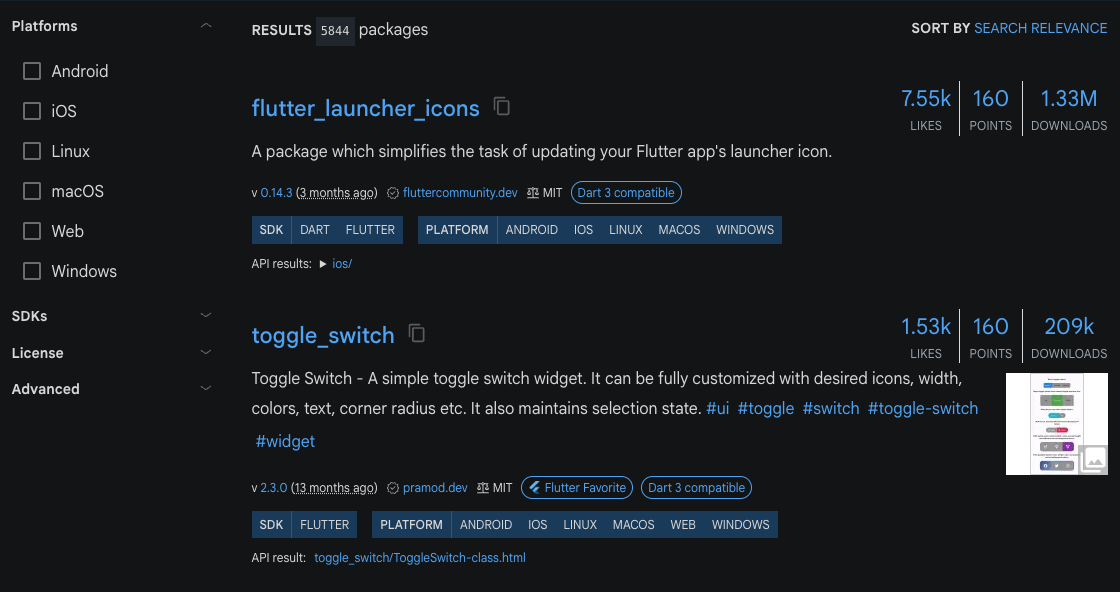 Platforms
Android
iOS
Linux
macOS
Web
Windows
SDKs
License
Advanced
RESULTS 5844 packages
SORT BY SEARCH RELEVANCE
flutter_launcher_icons
7.55k LIKES
160 POINTS
1.33M DOWNLOADS
A package which simplifies the task of updating your Flutter app's launcher icon.
v 0.14.3 (3 months ago) fluttercommunity.dev MIT Dart 3 compatible
SDK DART FLUTTER PLATFORM ANDROID IOS LINUX MACOS WINDOWS
API results: ▶ ios/
toggle_switch
1.53k LIKES
160 POINTS
209k DOWNLOADS
Toggle Switch - A simple toggle switch widget. It can be fully customized with desired icons, width,
colors, text, corner radius etc. It also maintains selection state. #ui #toggle #switch #toggle-switch
#widget
v 2.3.0 (13 months ago) pramod.dev MIT Flutter Favorite Dart 3 compatible
SDK FLUTTER PLATFORM ANDROID IOS LINUX MACOS WEB WINDOWS
API result: toggle_switch/ToggleSwitch-class.html